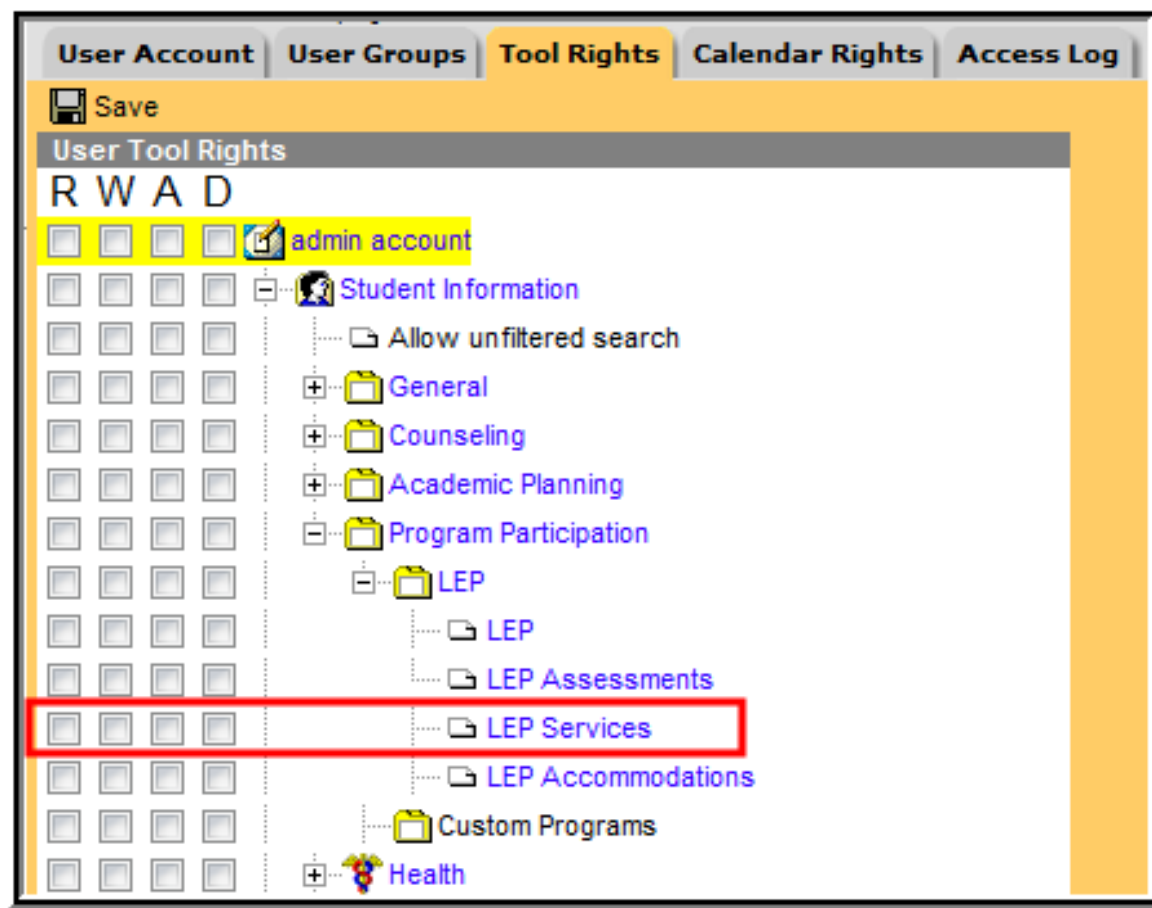 User Account User Groups Tool Rights Calendar Rights Access Log
Save
User Tool Rights
R W A D
admin account
Student Information
Allow unfiltered search
General
Counseling
Academic Planning
Program Participation
LEP
LEP
LEP Assessments
LEP Services
LEP Accommodations
Custom Programs
Health